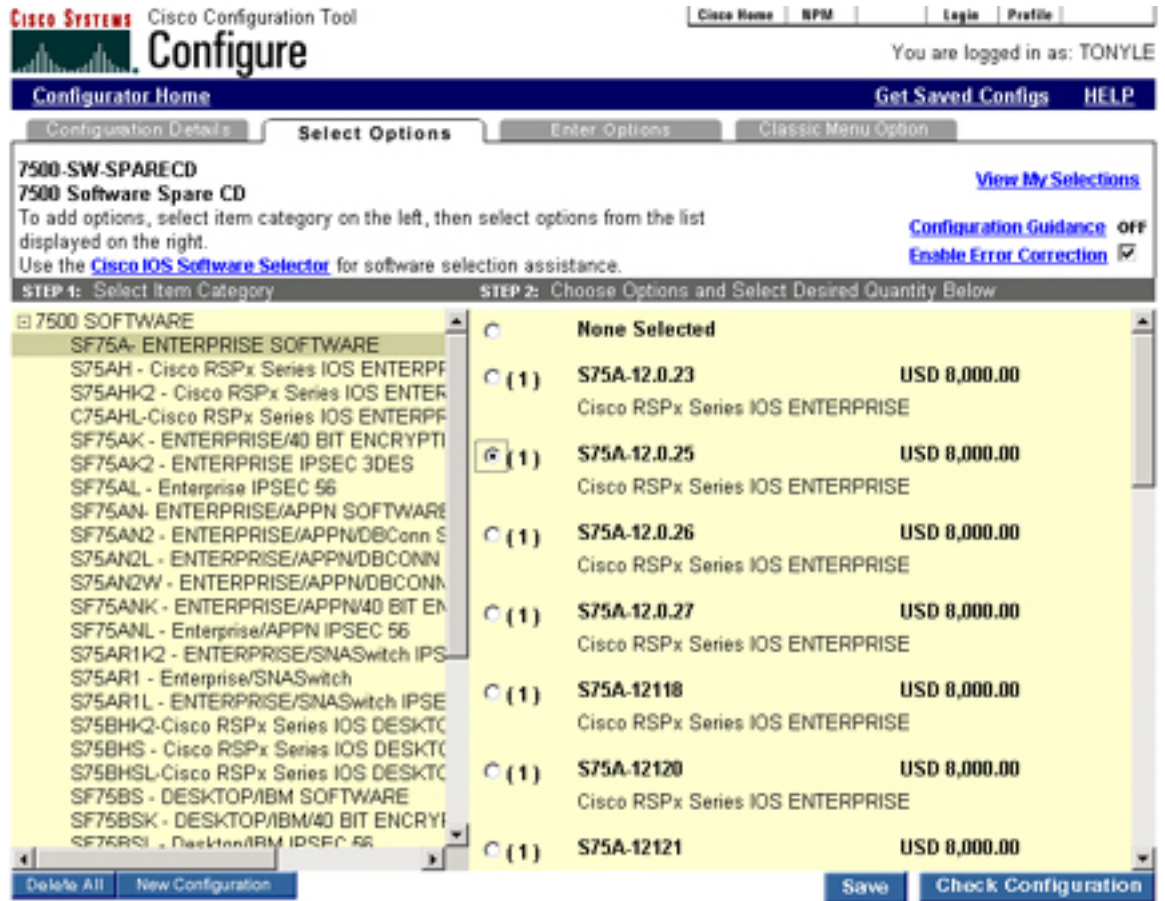 CISCO SYSTEMS Cisco Configuration Tool
Configure
Cisco Home NPM Login Profile
You are logged in as: TONYLE
Configurator Home Get Saved Configs HELP
Configuration Details Select Options Enter Options Classic Menu Option
7500-SW-SPARECD
7500 Software Spare CD
View My Selections
To add options, select item category on the left, then select options from the list
displayed on the right.
Configuration Guidance OFF
Use the Cisco IOS Software Selector for software selection assistance.
Enable Error Correction
STEP 1: Select Item Category
7500 SOFTWARE
SF75A- ENTERPRISE SOFTWARE
S75AH - Cisco RSPx Series IOS ENTERPR
S75AHK2 - Cisco RSPx Series IOS ENTER
C75AHL-Cisco RSPx Series IOS ENTERPR
SF75AK - ENTERPRISE/40 BIT ENCRYPTI
SF75AK2 - ENTERPRISE IPSEC 3DES
SF75AL - Enterprise IPSEC 56
SF75AN- ENTERPRISE/APPN SOFTWARE
SF75AN2 - ENTERPRISE/APPN/DBConn S
S75AN2L - ENTERPRISE/APPN/DBCONN
S75AN2W - ENTERPRISE/APPN/DBCONN
SF75ANK - ENTERPRISE/APPN/40 BIT EN
SF75ANL - Enterprise/APPN IPSEC 56
S75AR1K2 - ENTERPRISE/SNASwitch IPS
S75AR1 - Enterprise/SNASwitch
S75AR1L - ENTERPRISE/SNASwitch IPSE
S75BHK2-Cisco RSPx Series IOS DESKTO
S75BHS - Cisco RSPx Series IOS DESKTO
S75BHSL-Cisco RSPx Series IOS DESKTO
SF75BS - DESKTOP/IBM SOFTWARE
SF75BSK - DESKTOP/IBM/40 BIT ENCRYP
SF75BSL - Desktop/IBM IPSEC 56
STEP 2: Choose Options and Select Desired Quantity Below
None Selected
(1) S75A-12.0.23 USD 8,000.00
Cisco RSPx Series IOS ENTERPRISE
(1) S75A-12.0.25 USD 8,000.00
Cisco RSPx Series IOS ENTERPRISE
(1) S75A-12.0.26 USD 8,000.00
Cisco RSPx Series IOS ENTERPRISE
(1) S75A-12.0.27 USD 8,000.00
Cisco RSPx Series IOS ENTERPRISE
(1) S75A-12118 USD 8,000.00
Cisco RSPx Series IOS ENTERPRISE
(1) S75A-12120 USD 8,000.00
Cisco RSPx Series IOS ENTERPRISE
(1) S75A-12121 USD 8,000.00
Delete All New Configuration Save Check Configuration